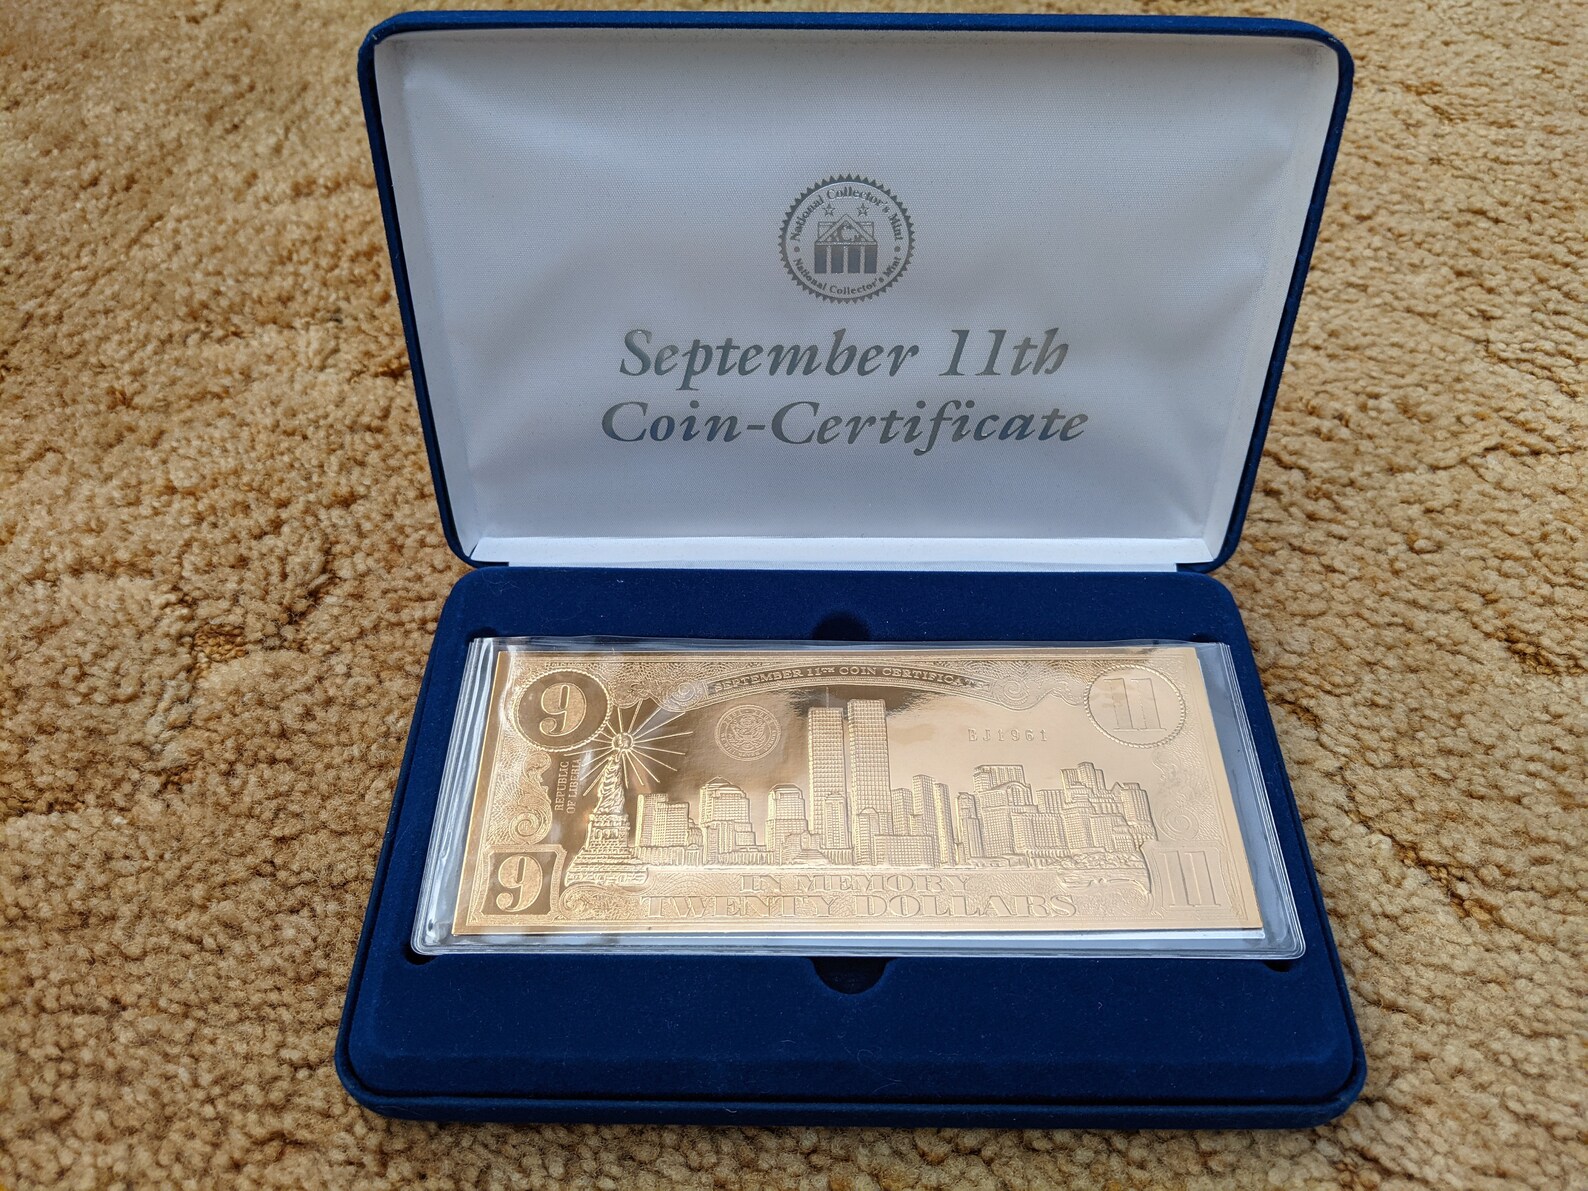 National Collector's Mint
National Collector's Mint
September 11th
Coin-Certificate
SEPTEMBER 11TH COIN CERTIFICATE
9
11
BJ1961
REPUBLIC
OF LIBERIA
IN MEMORY
9
TWENTY DOLLARS
11